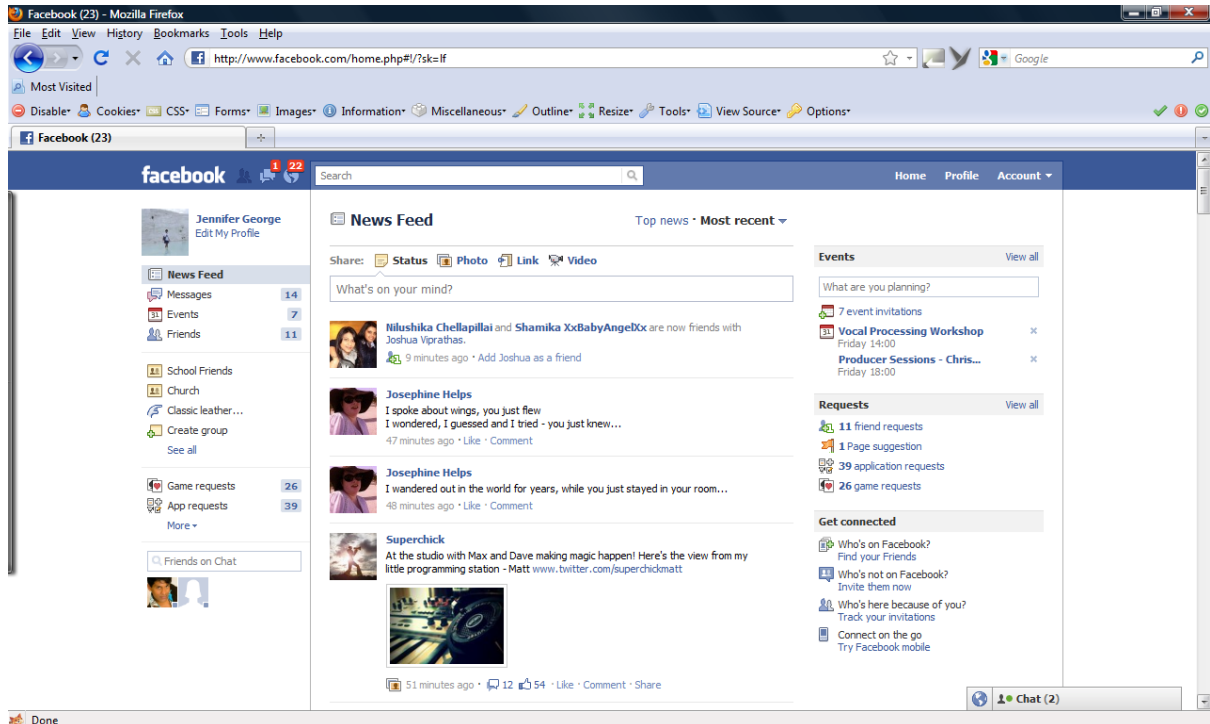 Facebook (23) - Mozilla Firefox
File Edit View History Bookmarks Tools Help
http://www.facebook.com/home.php#!/?sk=lf
Google
Most Visited
Disable Cookies CSS Forms Images Information Miscellaneous Outline Resize Tools View Source Options
Facebook (23)
facebook 1 22 Search Home Profile Account
Jennifer George
Edit My Profile
News Feed
Messages 14
Events 7
Friends 11
School Friends
Church
Classic leather...
Create group
See all
Game requests 26
App requests 39
More
Friends on Chat
News Feed Top news · Most recent
Share: Status Photo Link Video
What's on your mind?
Nilushika Chellapillai and Shamika XxBabyAngelXx are now friends with
Joshua Viprathas.
9 minutes ago · Add Joshua as a friend
Josephine Helps
I spoke about wings, you just flew
I wondered, I guessed and I tried - you just knew...
47 minutes ago · Like · Comment
Josephine Helps
I wandered out in the world for years, while you just stayed in your room...
48 minutes ago · Like · Comment
Superchick
At the studio with Max and Dave making magic happen! Here's the view from my
little programming station - Matt www.twitter.com/superchickmatt
51 minutes ago · 12 54 · Like · Comment · Share
Events View all
What are you planning?
7 event invitations
31 Vocal Processing Workshop
Friday 14:00
Producer Sessions - Chris...
Friday 18:00
Requests View all
11 friend requests
1 Page suggestion
39 application requests
26 game requests
Get connected
Who's on Facebook?
Find your Friends
Who's not on Facebook?
Invite them now
Who's here because of you?
Track your invitations
Connect on the go
Try Facebook mobile
Chat (2)
Done